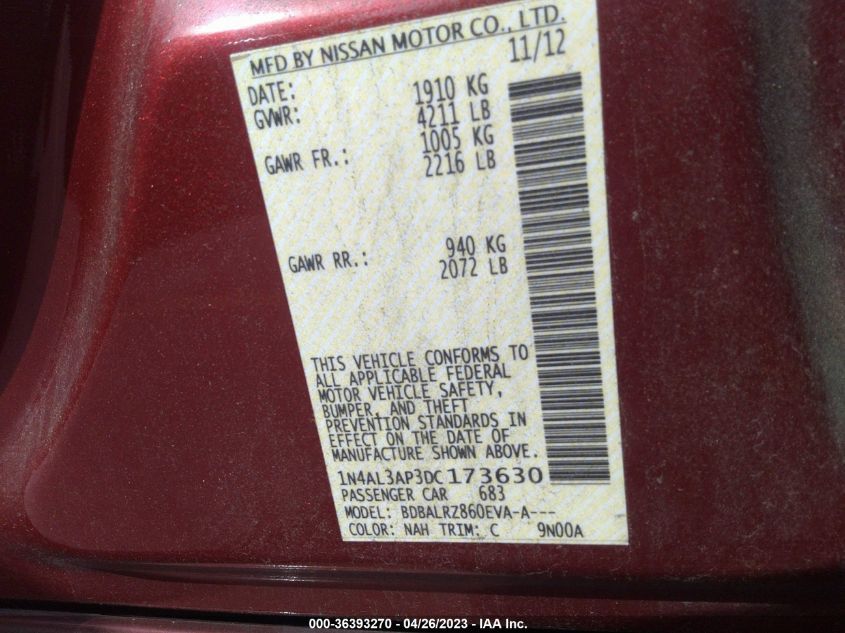 MFD BY NISSAN MOTOR CO., LTD.
DATE: 11/12
GVWR: 1910 KG
4211 LB
GAWR FR.: 1005 KG
2216 LB
GAWR RR.: 940 KG
2072 LB
THIS VEHICLE CONFORMS TO
ALL APPLICABLE FEDERAL
MOTOR VEHICLE SAFETY,
BUMPER, AND THEFT
PREVENTION STANDARDS IN
EFFECT ON THE DATE OF
MANUFACTURE SHOWN ABOVE.
1N4AL3AP3DC173630
PASSENGER CAR 683
MODEL: BDBALRZ860EVA-A---
COLOR: NAH TRIM: C 9N00A
000-36393270 - 04/26/2023 - IAA Inc.